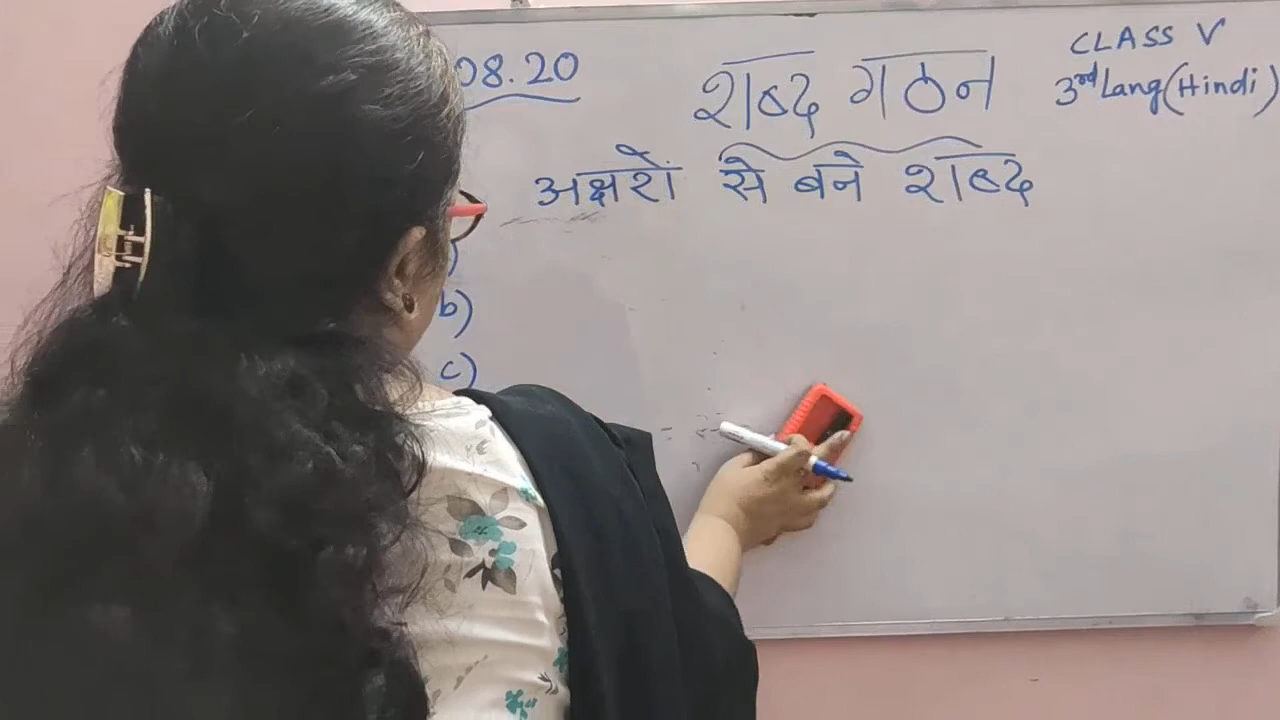 08.20
शब्द गठन
CLASS V
3rd Lang (Hindi)
अक्षरों से बने शब्द
b)
c)